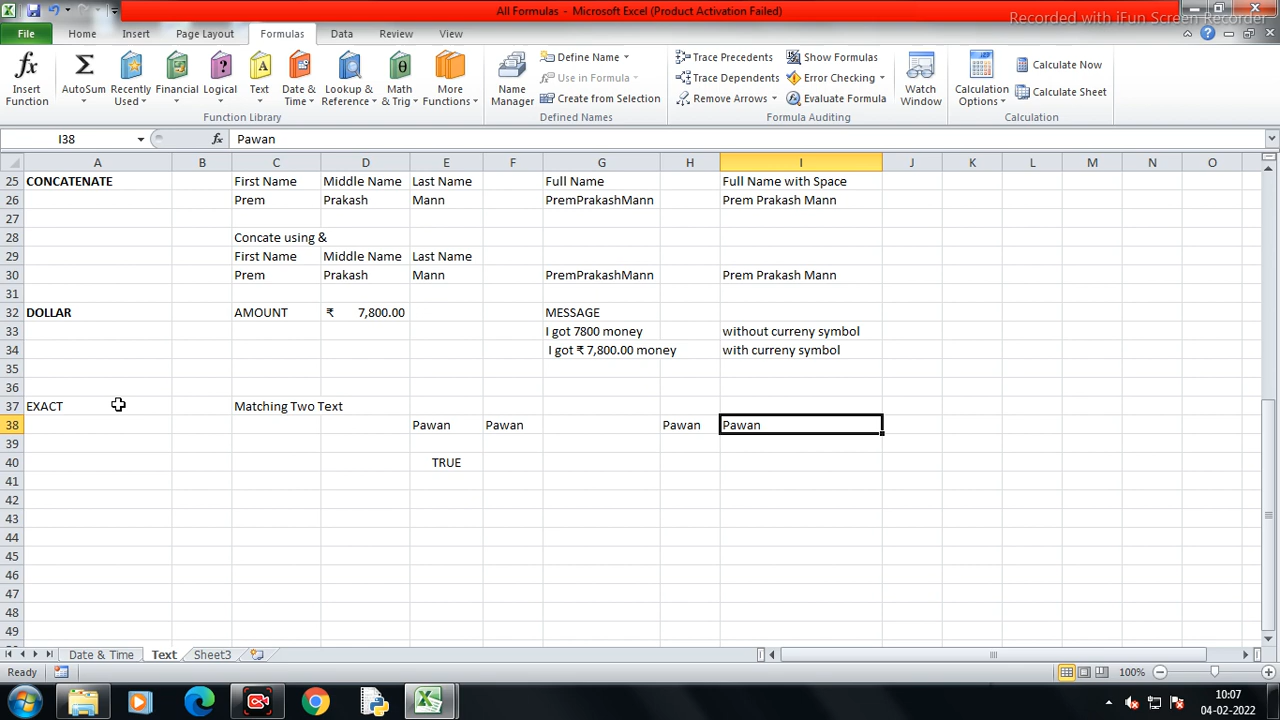 All Formulas - Microsoft Excel (Product Activation Failed)
Recorded with iFun Screen Recorder
File Home Insert Page Layout Formulas Data Review View
Insert Function
AutoSum
Recently Used
Financial
Logical
Text
Date & Time
Lookup & Reference
Math & Trig
More Functions
Function Library
Name Manager
Define Name
Use in Formula
Create from Selection
Defined Names
Trace Precedents
Trace Dependents
Remove Arrows
Show Formulas
Error Checking
Evaluate Formula
Formula Auditing
Watch Window
Calculation Options
Calculate Now
Calculate Sheet
Calculation
I38 fx Pawan
A B C D E F G H I J K L M N O
25 CONCATENATE First Name Middle Name Last Name Full Name Full Name with Space
26 Prem Prakash Mann PremPrakashMann Prem Prakash Mann
27
28 Concate using &
29 First Name Middle Name Last Name
30 Prem Prakash Mann PremPrakashMann Prem Prakash Mann
31
32 DOLLAR AMOUNT ₹ 7,800.00 MESSAGE
33 I got 7800 money without curreny symbol
34 I got ₹ 7,800.00 money with curreny symbol
35
36
37 EXACT Matching Two Text
38 Pawan Pawan Pawan Pawan
39
40 TRUE
41
42
43
44
45
46
47
48
49
Date & Time Text Sheet3
Ready 100%
10:07
04-02-2022